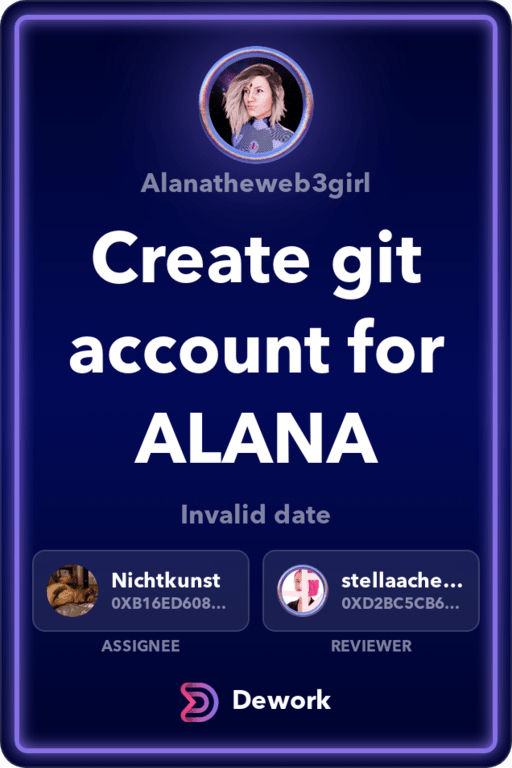 Alanatheweb3girl
Create git
account for
ALANA
Invalid date
Nichtkunst
0XB16ED608...
ASSIGNEE
stellaache...
0XD2BC5CB6...
REVIEWER
Dework